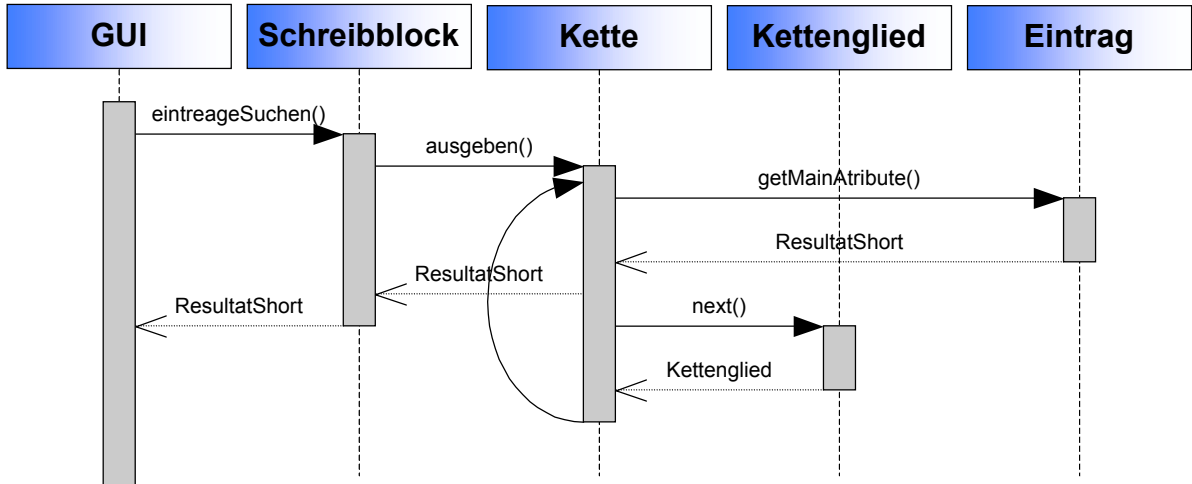 GUI
Schreibblock
Kette
Kettenglied
Eintrag
eintreageSuchen()
ausgeben()
getMainAtribute()
ResultatShort
ResultatShort
ResultatShort
next()
Kettenglied